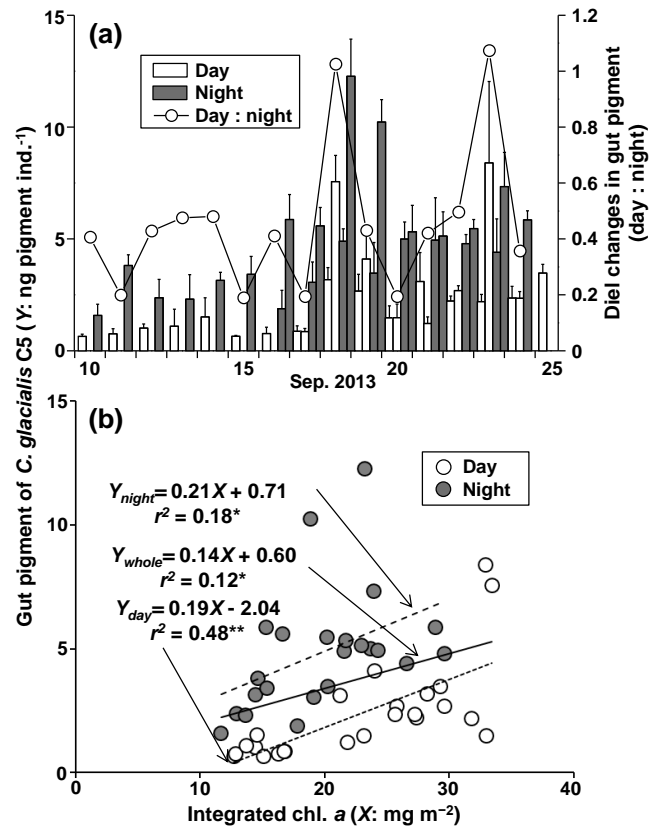 (a)
Day
Night
Day : night
15
10
5
0
1.2
1
0.8
0.6
0.4
0.2
0
Diel changes in gut pigment
(day : night)
10
15
20
25
Sep. 2013
Gut pigment of C. glacialis C5 (Y: ng pigment ind.⁻¹)
(b)
Day
Night
15
10
5
0
Ynight= 0.21X + 0.71
r² = 0.18*
Ywhole= 0.14X + 0.60
r² = 0.12*
Yday= 0.19X - 2.04
r² = 0.48**
0
10
20
30
40
Integrated chl. a (X: mg m⁻²)